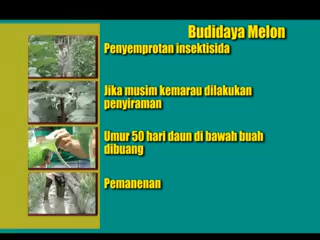 Budidaya Melon
Penyemprotan insektisida
Jika musim kemarau dilakukan
penyiraman
Umur 50 hari daun di bawah buah
dibuang
Pemanenan